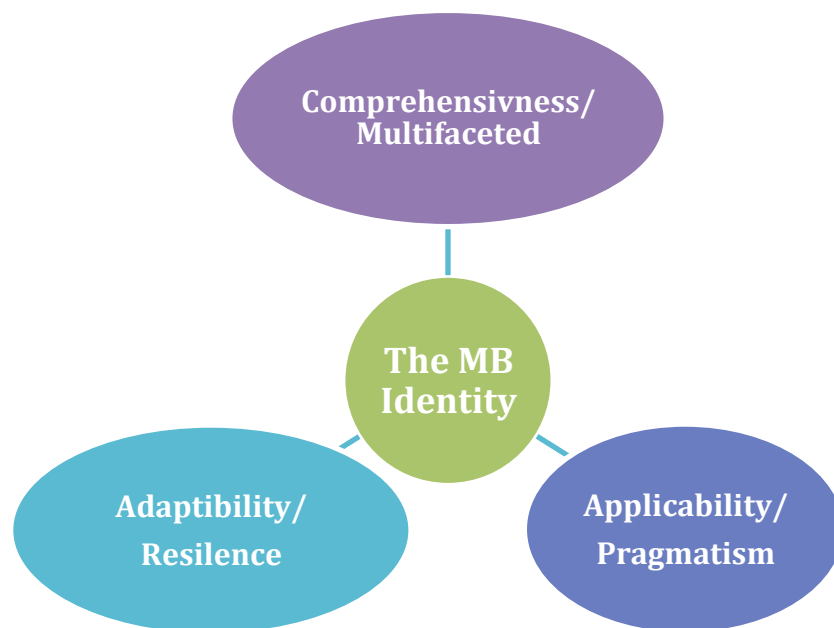 Comprehensivness/
Multifaceted
The MB
Identity
Adaptibility/
Resilence
Applicability/
Pragmatism